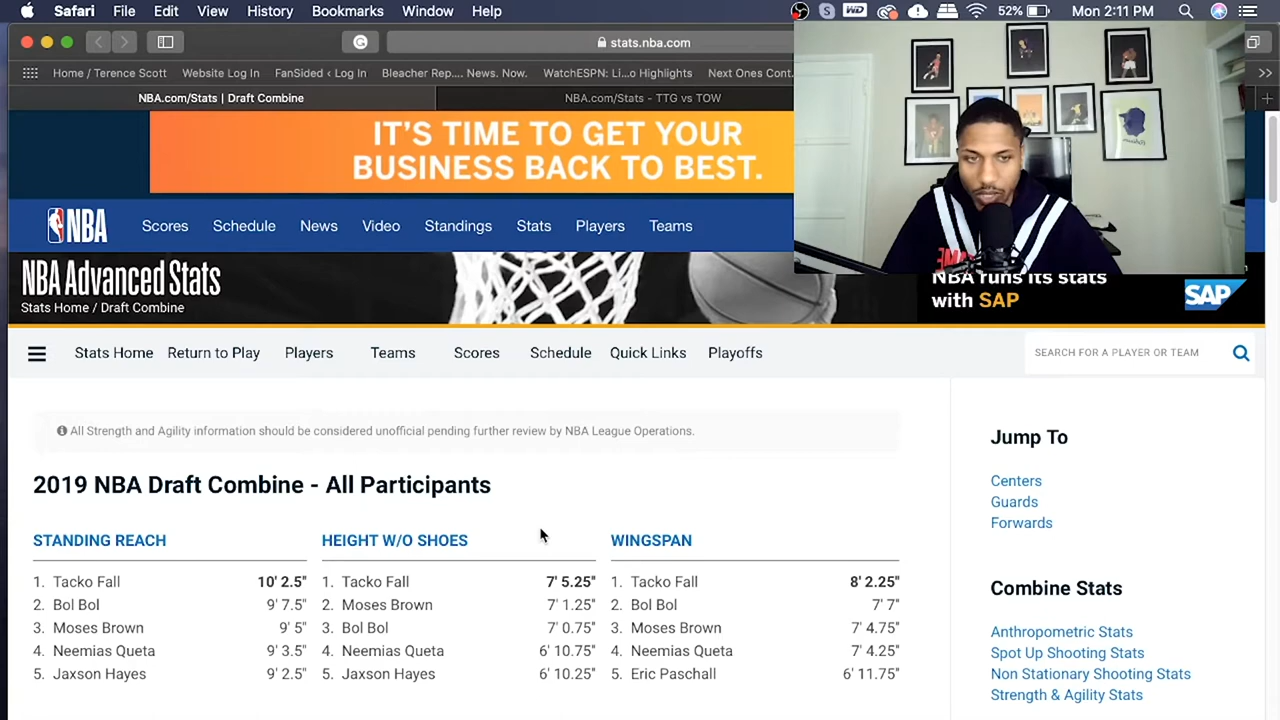 Safari File Edit View History Bookmarks Window Help WD 52% Mon 2:11 PM
stats.nba.com
Home / Terence Scott Website Log In FanSided ‹ Log In Bleacher Rep.... News. Now. WatchESPN: Li...o Highlights Next Ones Cont.
NBA.com/Stats | Draft Combine NBA.com/Stats - TTG vs TOW
IT'S TIME TO GET YOUR
BUSINESS BACK TO BEST.
NBA Scores Schedule News Video Standings Stats Players Teams
NBA Advanced Stats
Stats Home / Draft Combine
NBA runs its stats
with SAP
SAP
Stats Home Return to Play Players Teams Scores Schedule Quick Links Playoffs SEARCH FOR A PLAYER OR TEAM
All Strength and Agility information should be considered unofficial pending further review by NBA League Operations.
2019 NBA Draft Combine - All Participants
STANDING REACH
1. Tacko Fall 10' 2.5"
2. Bol Bol 9' 7.5"
3. Moses Brown 9' 5"
4. Neemias Queta 9' 3.5"
5. Jaxson Hayes 9' 2.5"
HEIGHT W/O SHOES
1. Tacko Fall 7' 5.25"
2. Moses Brown 7' 1.25"
3. Bol Bol 7' 0.75"
4. Neemias Queta 6' 10.75"
5. Jaxson Hayes 6' 10.25"
WINGSPAN
1. Tacko Fall 8' 2.25"
2. Bol Bol 7' 7"
3. Moses Brown 7' 4.75"
4. Neemias Queta 7' 4.25"
5. Eric Paschall 6' 11.75"
Jump To
Centers
Guards
Forwards
Combine Stats
Anthropometric Stats
Spot Up Shooting Stats
Non Stationary Shooting Stats
Strength & Agility Stats